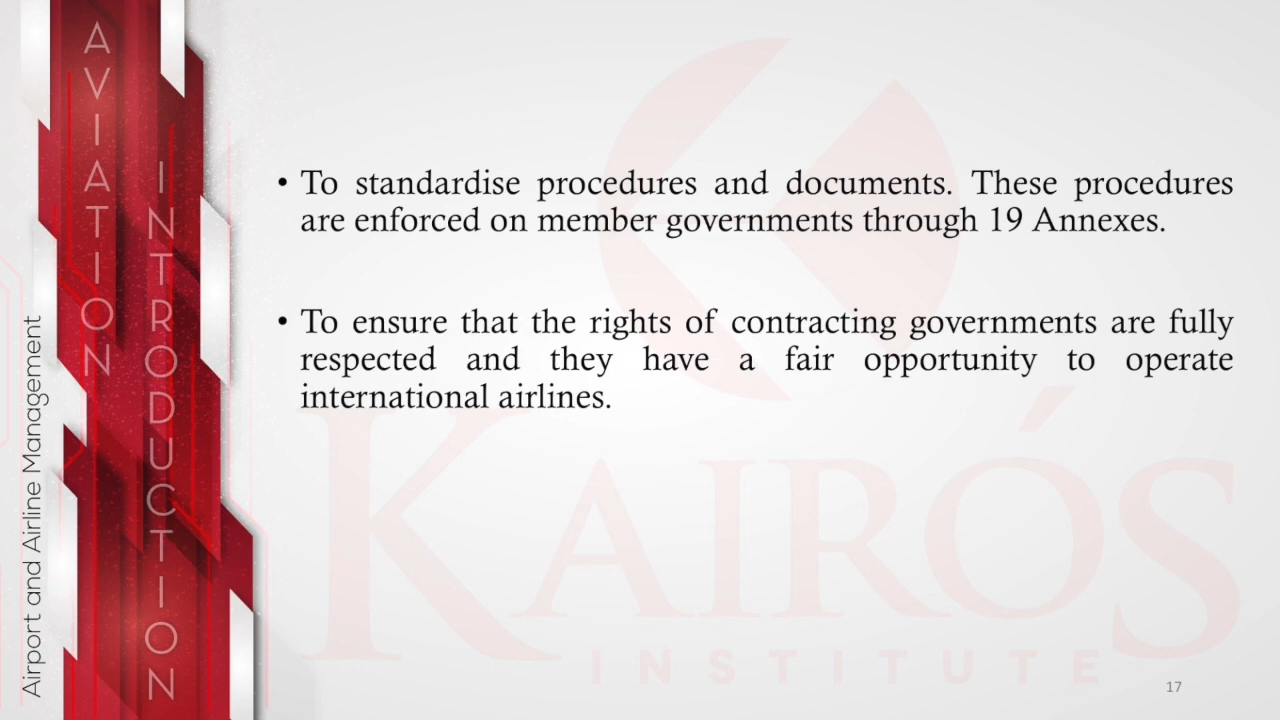 AVIATION
INTRODUCTION
Airport and Airline Management
• To standardise procedures and documents. These procedures
are enforced on member governments through 19 Annexes.
• To ensure that the rights of contracting governments are fully
respected and they have a fair opportunity to operate
international airlines.
KAIRÓS
INSTITUTE
17